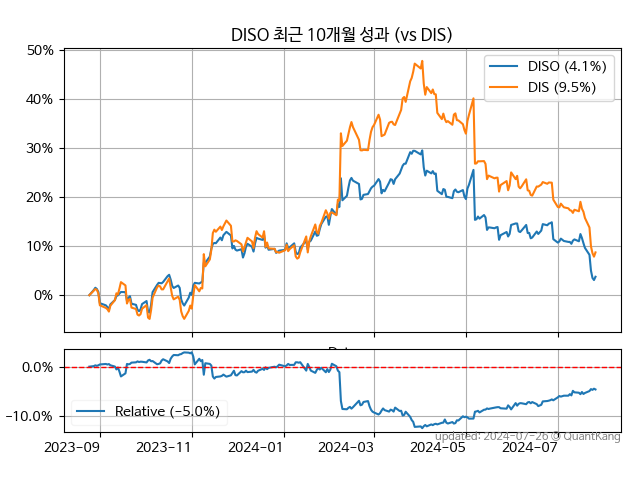 DISO 최근 10개월 성과 (vs DIS)
50%
40%
30%
20%
10%
0%
DISO (4.1%)
DIS (9.5%)
0.0%
−10.0%
Relative (−5.0%)
2023−09
2023−11
2024−01
2024−03
2024−05
2024−07
updated: 2024−07−26 © QuantKang